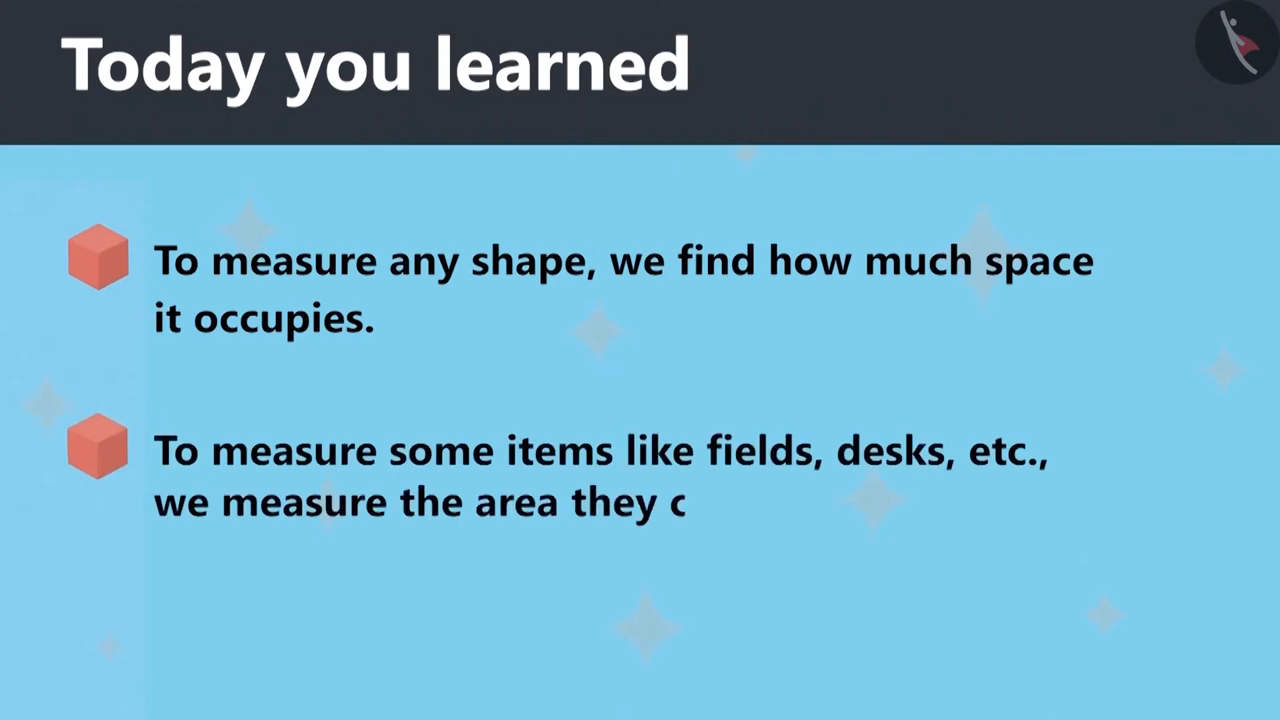 Today you learned
To measure any shape, we find how much space
it occupies.
To measure some items like fields, desks, etc.,
we measure the area they c